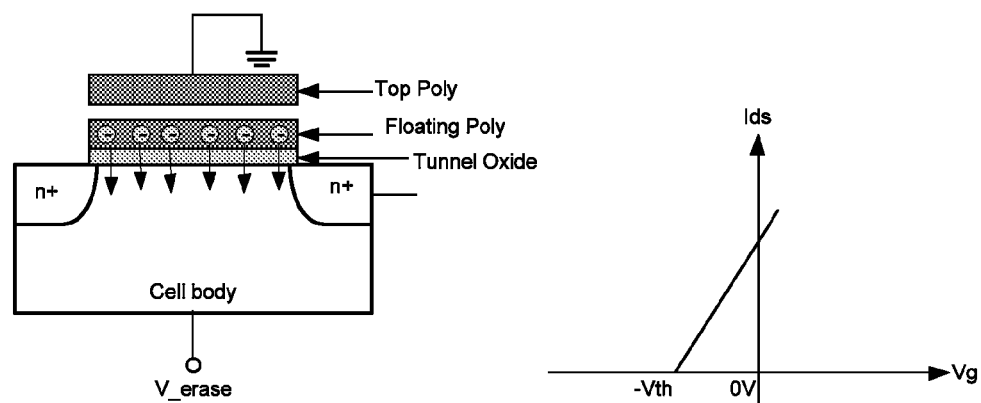 Top Poly
Floating Poly
Tunnel Oxide
n+
n+
Cell body
V_erase
Ids
-Vth
0V
Vg